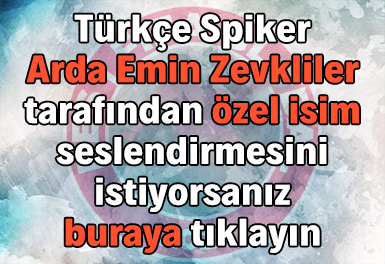 Türkçe Spiker
Arda Emin Zevkliler
tarafından özel isim
seslendirmesini
istiyorsanız
buraya tıklayın